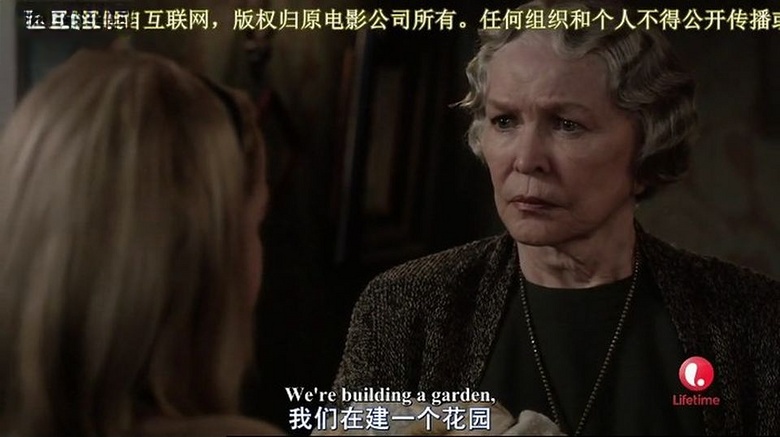 互联网，版权归原电影公司所有。任何组织和个人不得公开传播或
We're building a garden,
我们在建一个花园
Lifetime